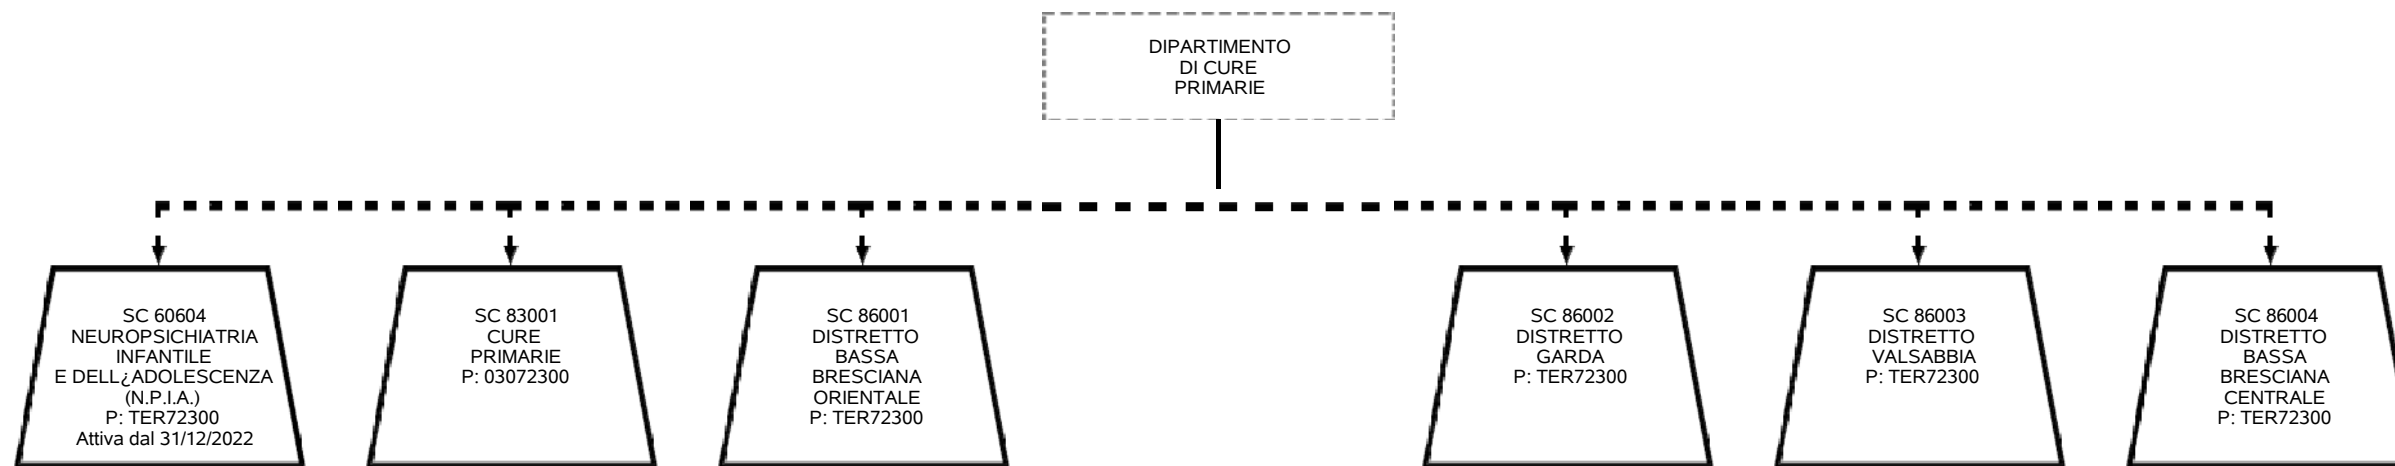 DIPARTIMENTO
DI CURE
PRIMARIE
SC 60604
NEUROPSICHIATRIA
INFANTILE
E DELL¿ADOLESCENZA
(N.P.I.A.)
P: TER72300
Attiva dal 31/12/2022
SC 83001
CURE
PRIMARIE
P: 03072300
SC 86001
DISTRETTO
BASSA
BRESCIANA
ORIENTALE
P: TER72300
SC 86002
DISTRETTO
GARDA
P: TER72300
SC 86003
DISTRETTO
VALSABBIA
P: TER72300
SC 86004
DISTRETTO
BASSA
BRESCIANA
CENTRALE
P: TER72300